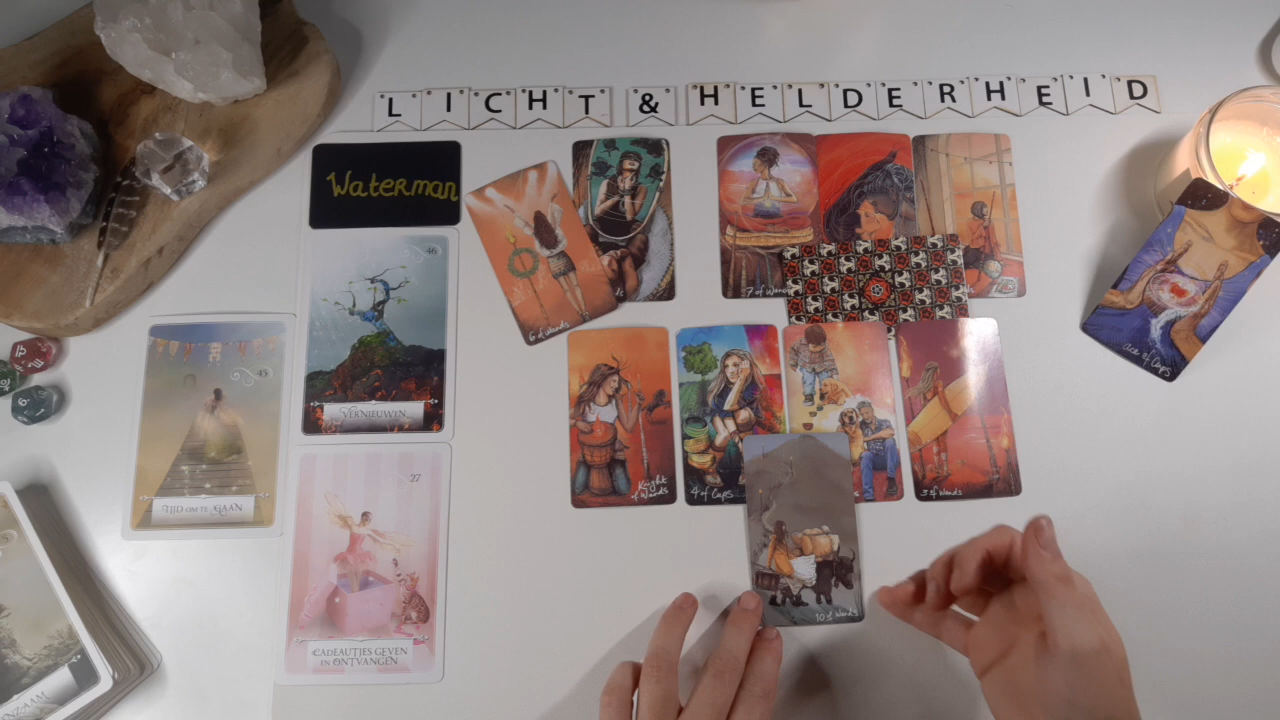 LICHT & HELDERHEID
Waterman
46
VERNIEUWEN
45
TIJD OM TE GAAN
27
CADEAUTJES GEVEN
EN ONTVANGEN
6 of Wands
7 of Wands
Knight
of Wands
4 of Cups
3 of Wands
10 of Wands
ace of Cups